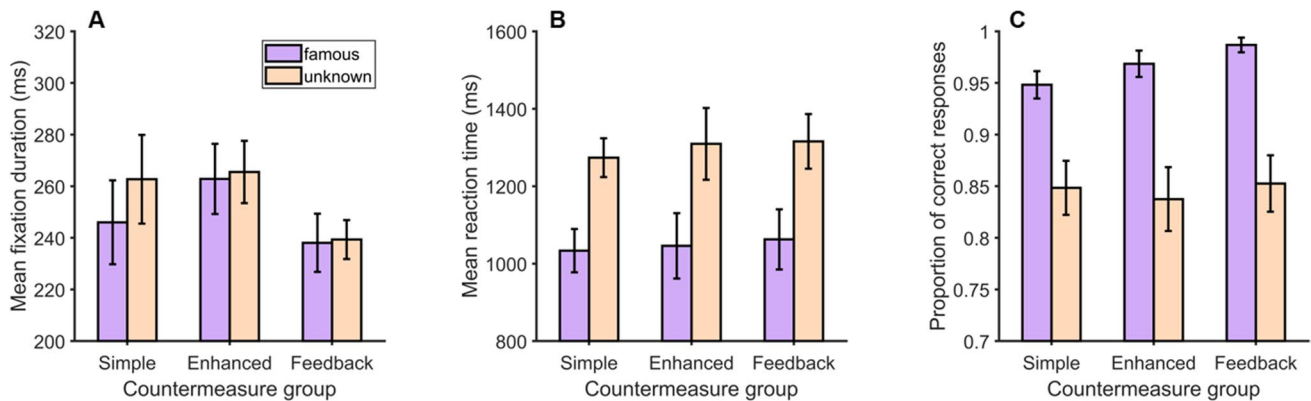 A
Mean fixation duration (ms)
320
300
280
260
240
220
200
famous
unknown
Simple Enhanced Feedback
Countermeasure group
B
Mean reaction time (ms)
1600
1400
1200
1000
800
Simple Enhanced Feedback
Countermeasure group
C
Proportion of correct responses
1
0.95
0.9
0.85
0.8
0.75
0.7
Simple Enhanced Feedback
Countermeasure group